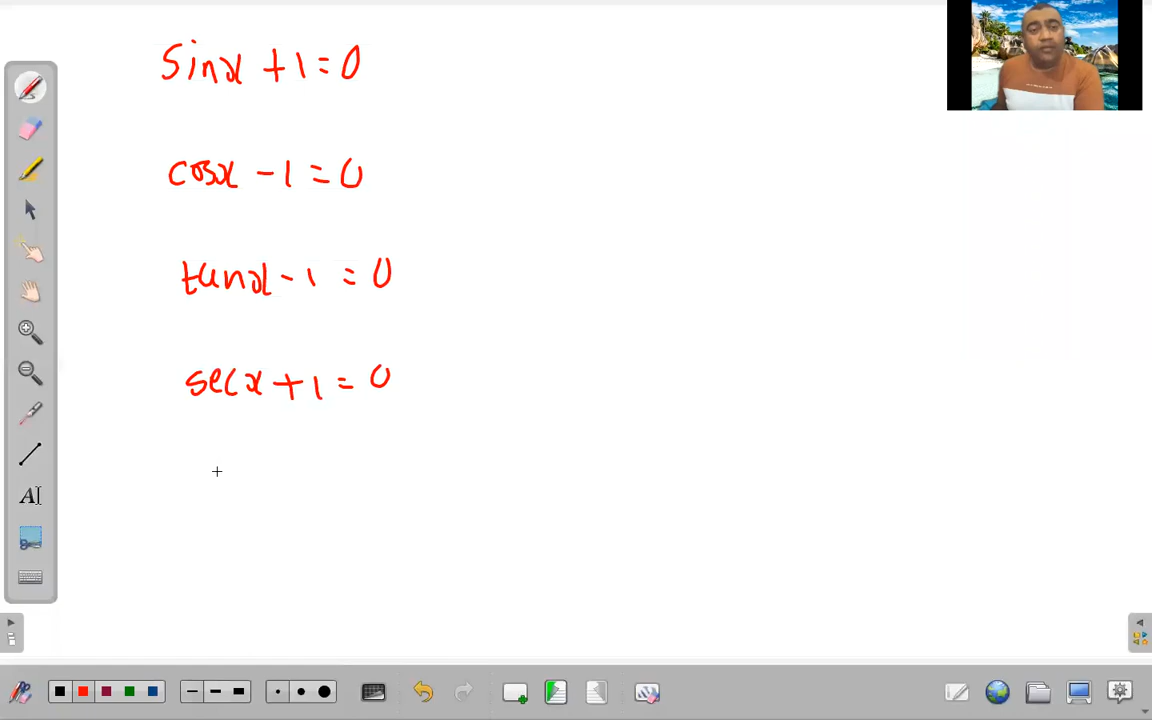 sinx +1=0
cosx -1=0
tanx -1=0
secx +1=0